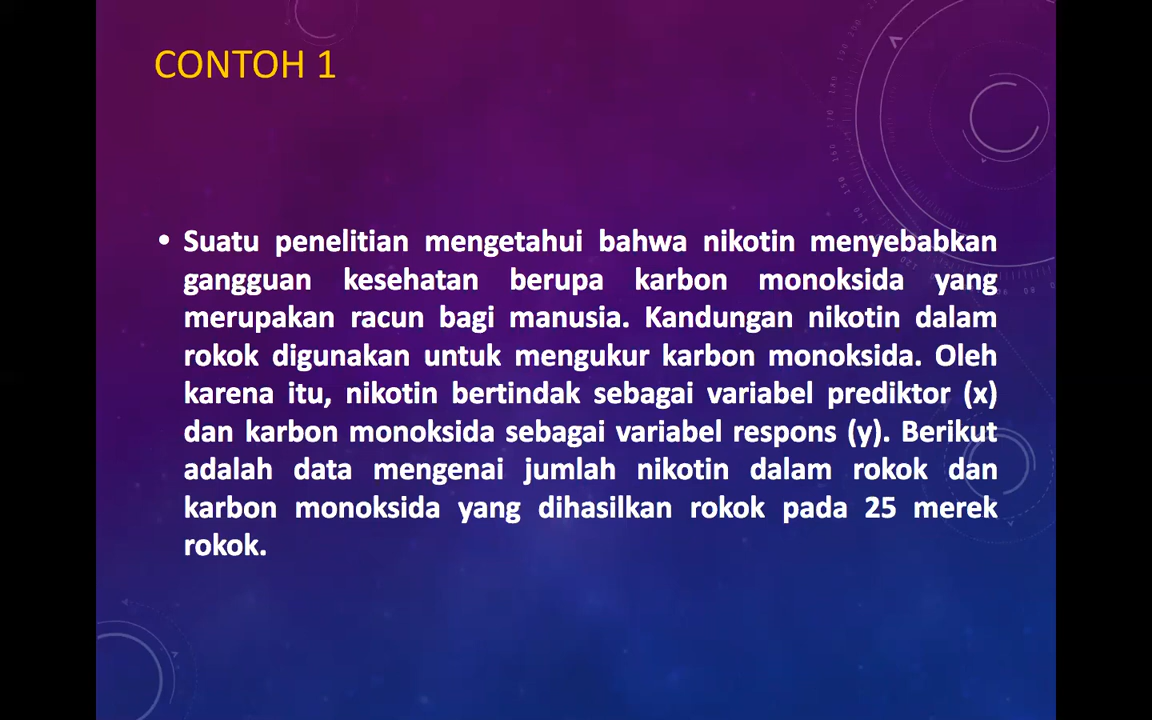 CONTOH 1
• Suatu penelitian mengetahui bahwa nikotin menyebabkan
gangguan kesehatan berupa karbon monoksida yang
merupakan racun bagi manusia. Kandungan nikotin dalam
rokok digunakan untuk mengukur karbon monoksida. Oleh
karena itu, nikotin bertindak sebagai variabel prediktor (x)
dan karbon monoksida sebagai variabel respons (y). Berikut
adalah data mengenai jumlah nikotin dalam rokok dan
karbon monoksida yang dihasilkan rokok pada 25 merek
rokok.